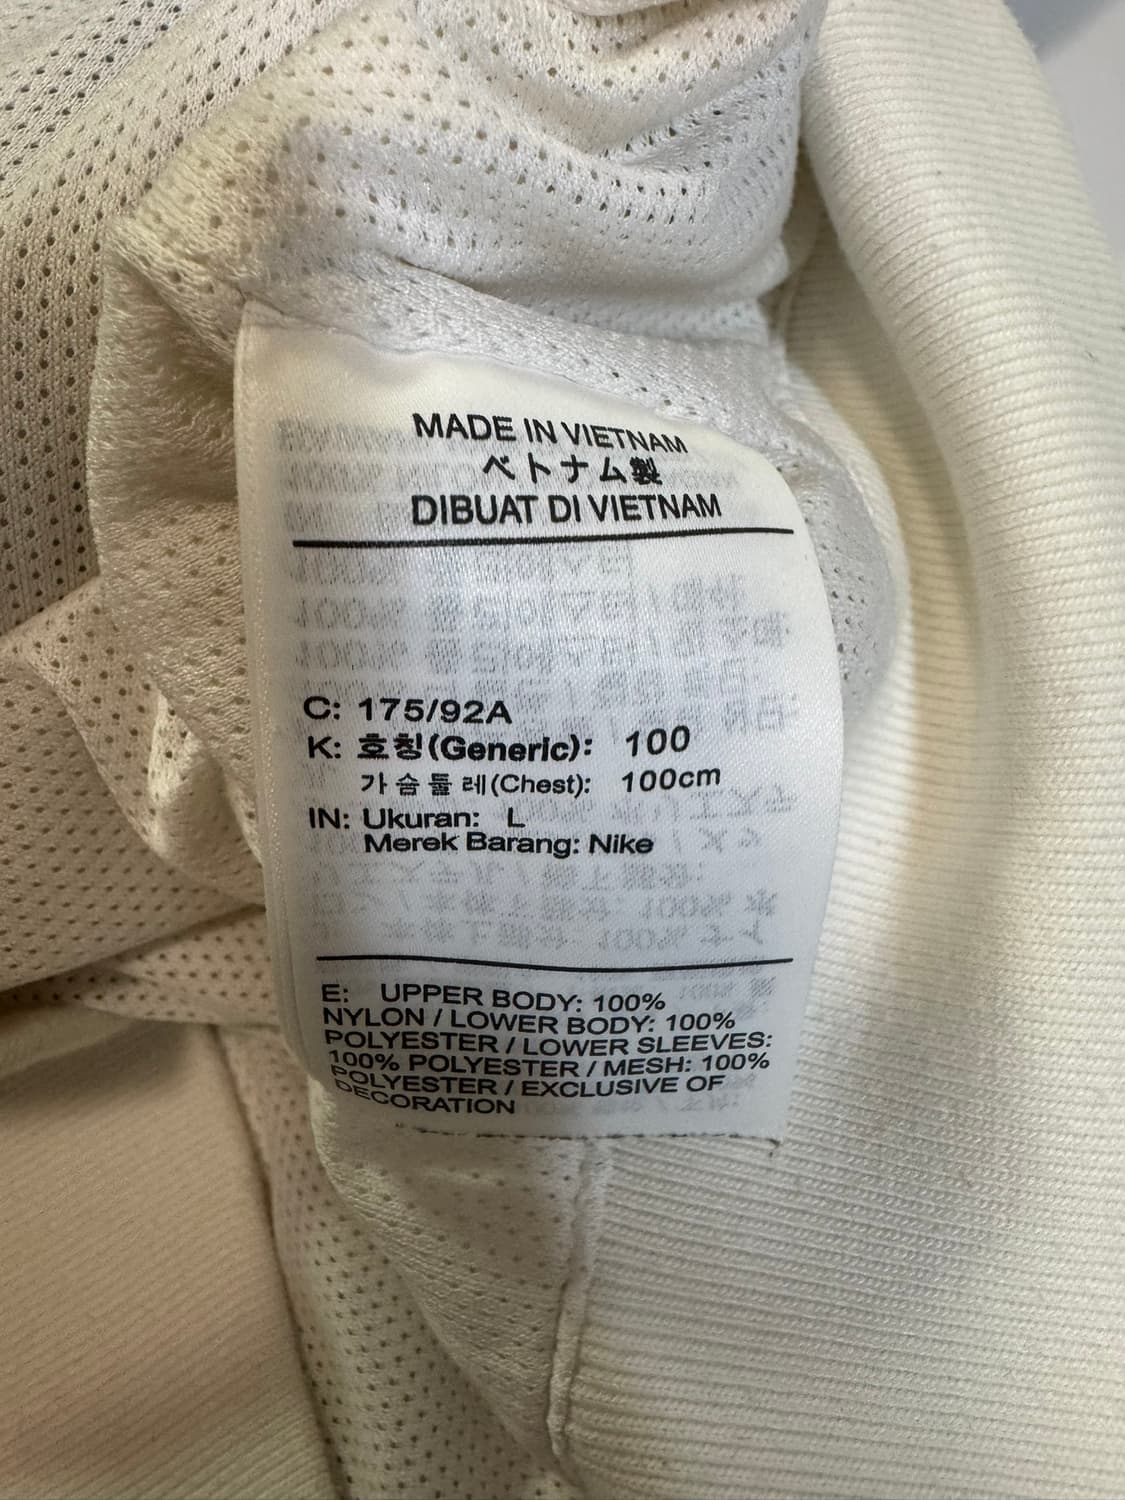 MADE IN VIETNAM
ベトナム製
DIBUAT DI VIETNAM
C: 175/92A
K: 호칭(Generic): 100
가슴둘레(Chest): 100cm
IN: Ukuran: L
Merek Barang: Nike
E: UPPER BODY: 100%
NYLON / LOWER BODY: 100%
POLYESTER / LOWER SLEEVES:
100% POLYESTER / MESH: 100%
POLYESTER / EXCLUSIVE OF
DECORATION